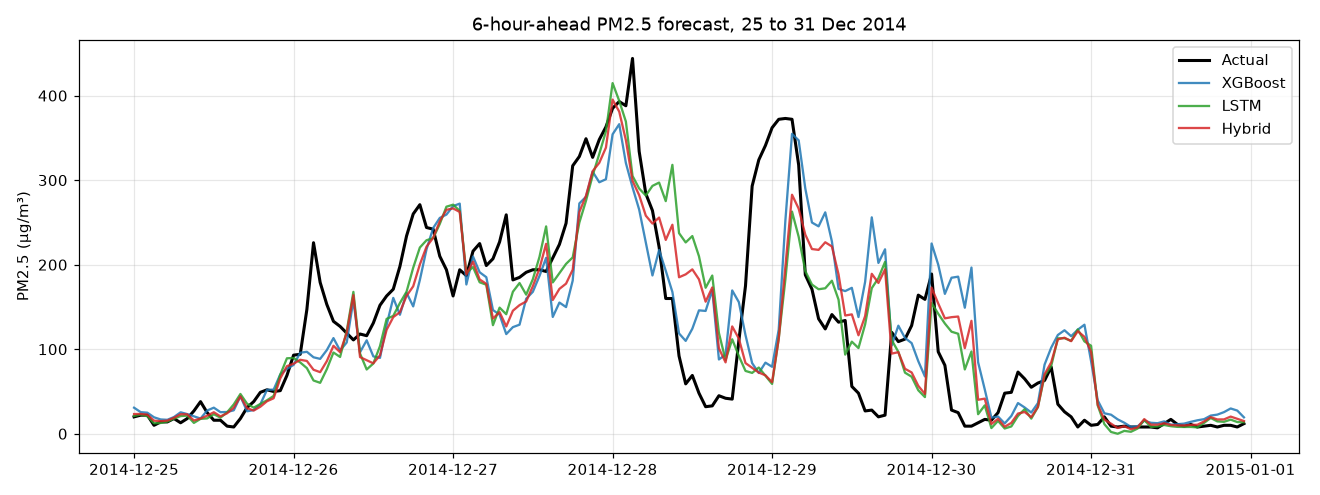 6-hour-ahead PM2.5 forecast, 25 to 31 Dec 2014
PM2.5 (µg/m³)
400
300
200
100
0
Actual
XGBoost
LSTM
Hybrid
2014-12-25 2014-12-26 2014-12-27 2014-12-28 2014-12-29 2014-12-30 2014-12-31 2015-01-01